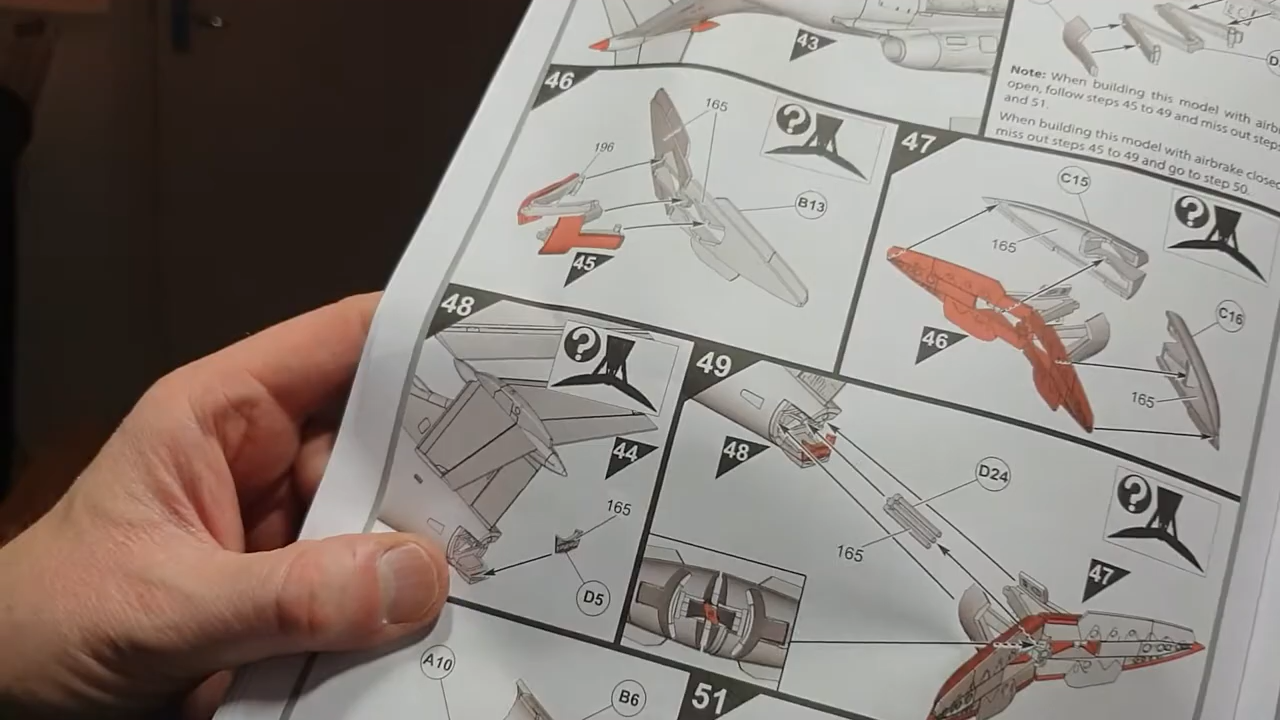 43
D
Note: When building this model with airb
open, follow steps 45 to 49 and miss out steps
and 51.
When building this model with airbrake closed
miss out steps 45 to 49 and go to step 50.
46
165
?
196
B13
45
47
C15
?
165
C16
46
165
48
?
44
165
D5
49
48
D24
?
165
47
A10
B6
51